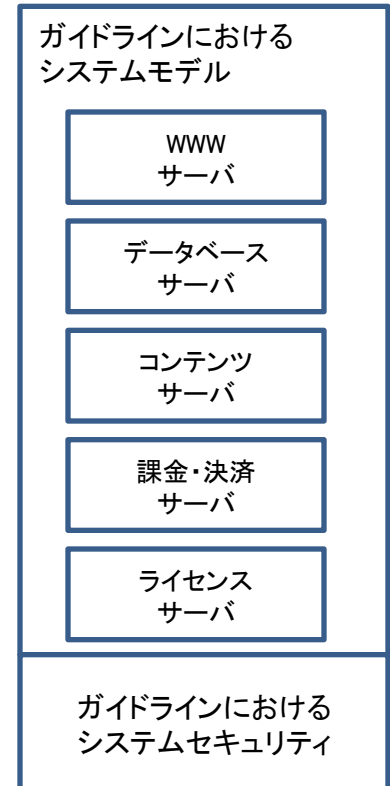 ガイドラインにおける
システムモデル
WWW
サーバ
データベース
サーバ
コンテンツ
サーバ
課金・決済
サーバ
ライセンス
サーバ
ガイドラインにおける
システムセキュリティ